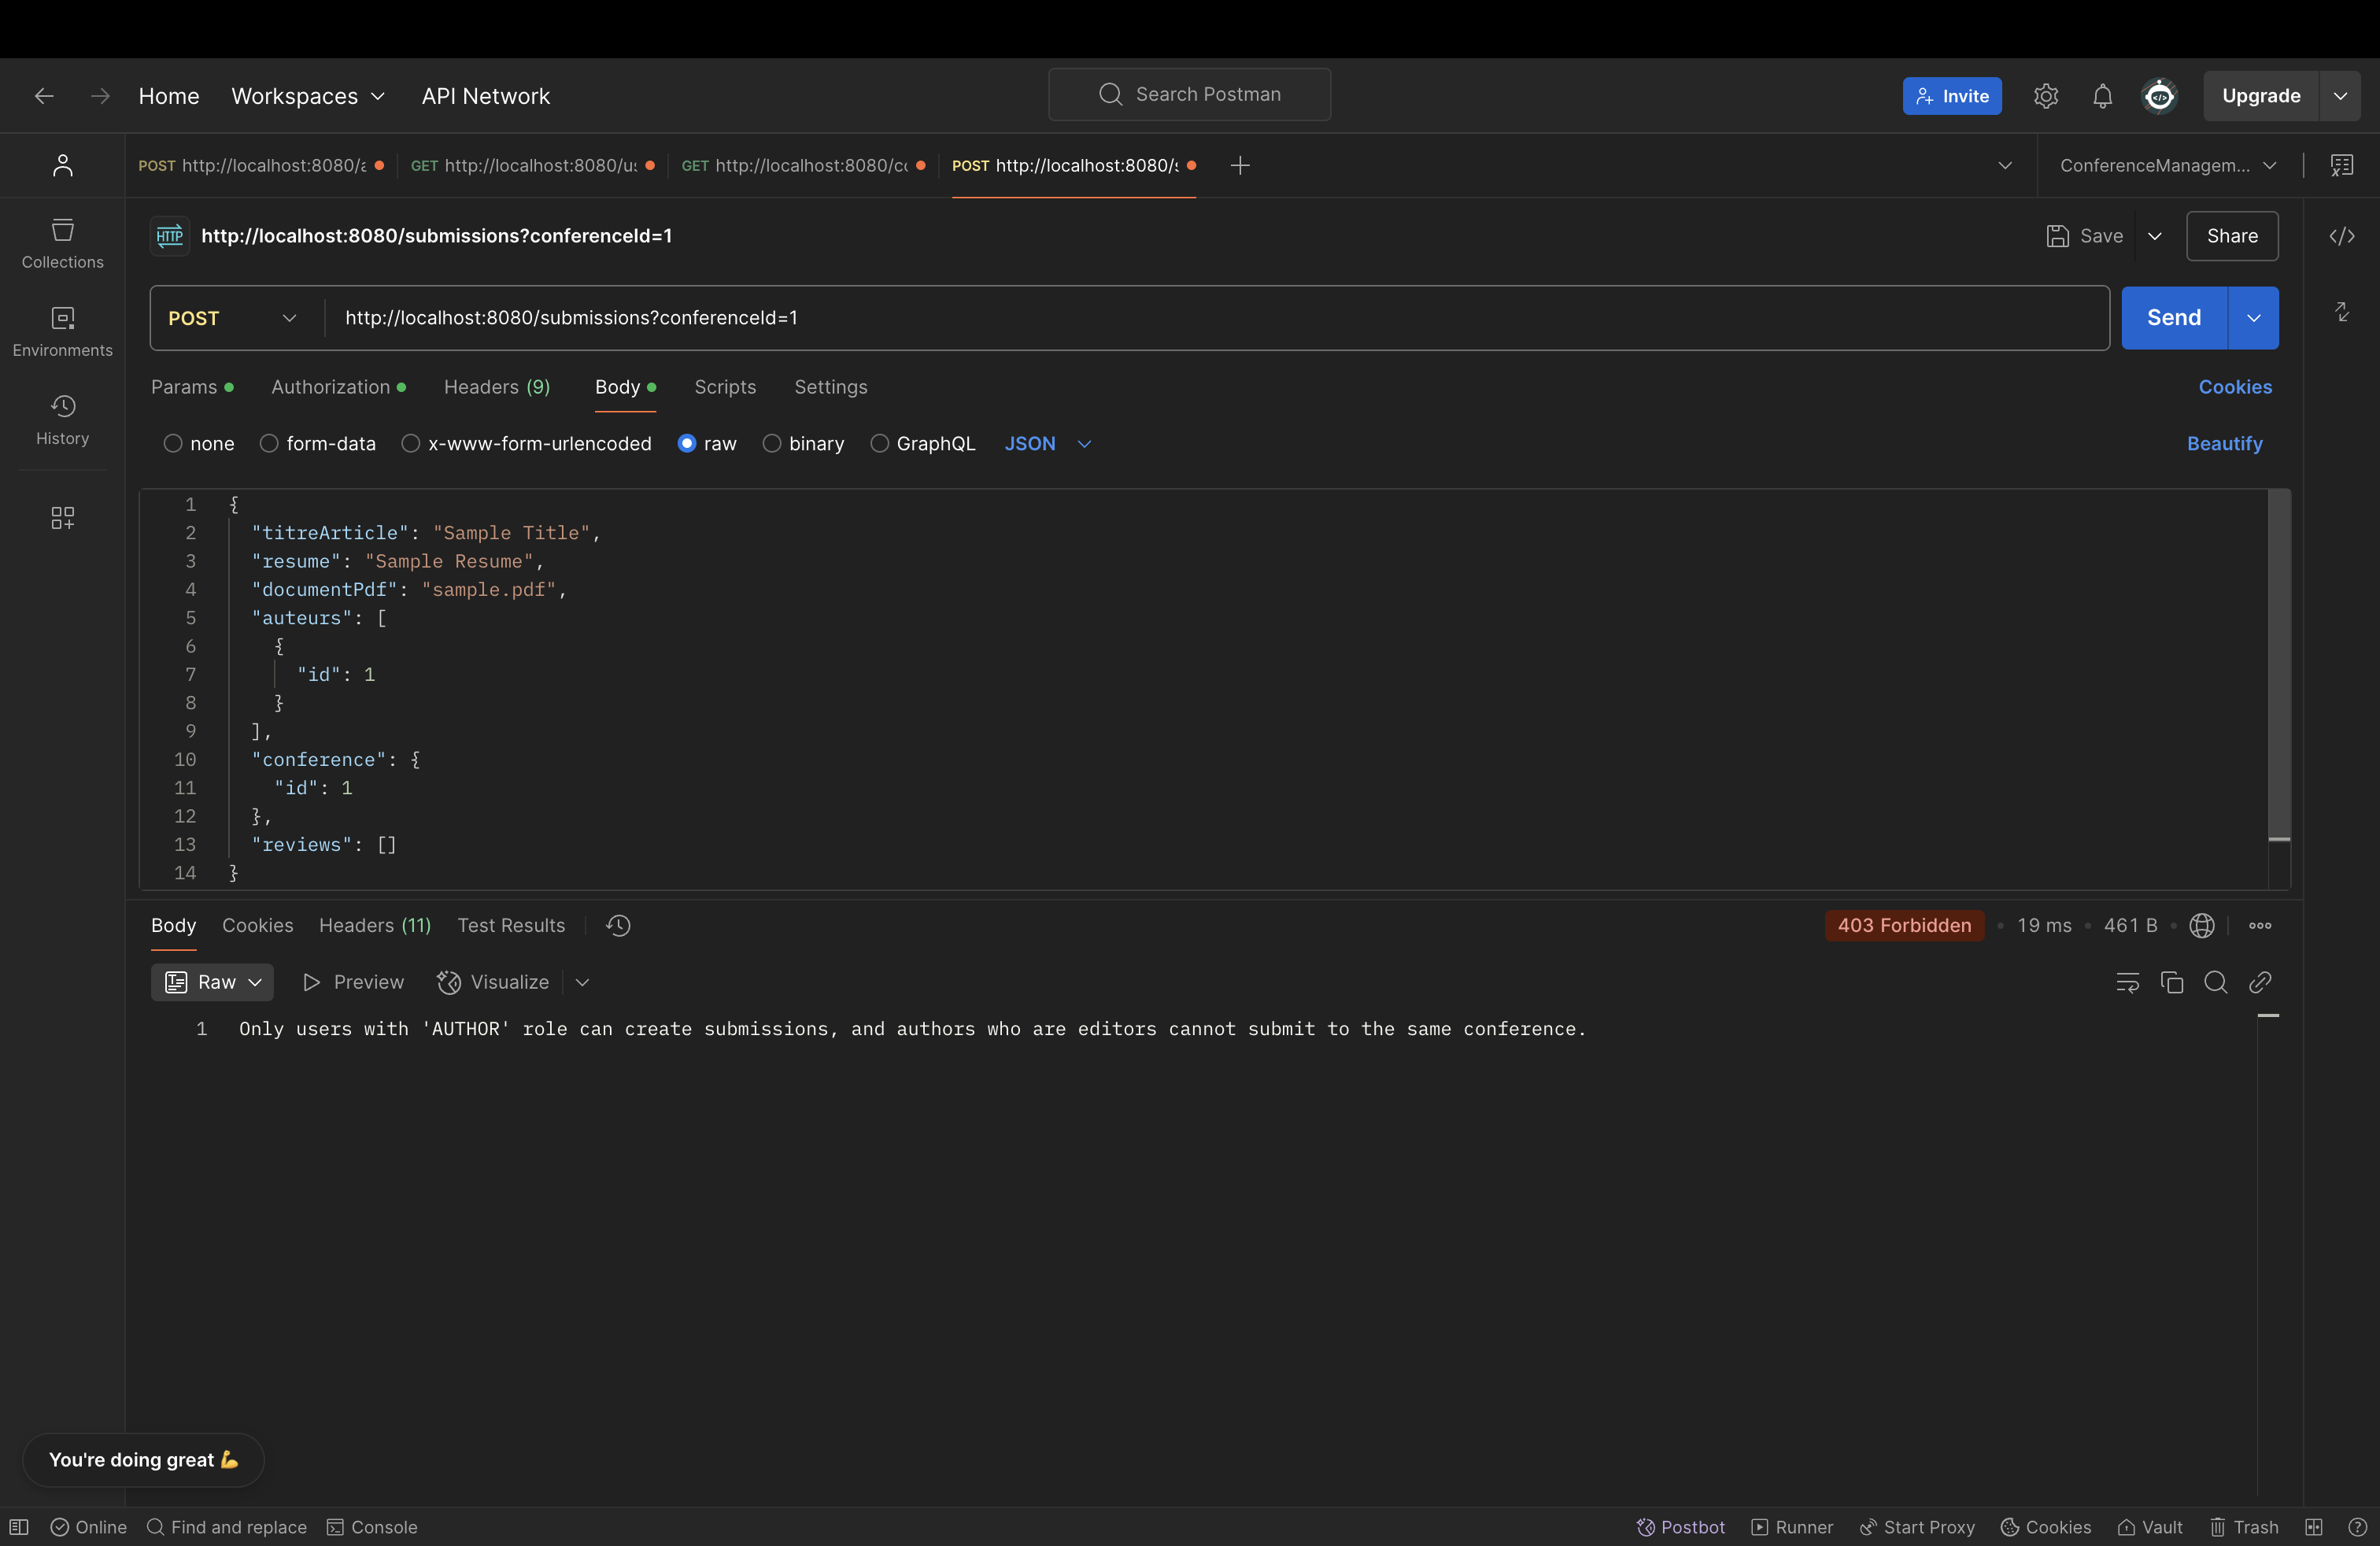 Home Workspaces API Network Search Postman Invite Upgrade
POST http://localhost:8080/a GET http://localhost:8080/us GET http://localhost:8080/co POST http://localhost:8080/s ConferenceManagem...
HTTP http://localhost:8080/submissions?conferenceId=1 Save Share
Collections
POST http://localhost:8080/submissions?conferenceId=1 Send
Environments
Params Authorization Headers (9) Body Scripts Settings Cookies
History
none form-data x-www-form-urlencoded raw binary GraphQL JSON Beautify
1 {
2 "titreArticle": "Sample Title",
3 "resume": "Sample Resume",
4 "documentPdf": "sample.pdf",
5 "auteurs": [
6 {
7 "id": 1
8 }
9 ],
10 "conference": {
11 "id": 1
12 },
13 "reviews": []
14 }
Body Cookies Headers (11) Test Results 403 Forbidden • 19 ms • 461 B •
Raw Preview Visualize
1 Only users with 'AUTHOR' role can create submissions, and authors who are editors cannot submit to the same conference.
You're doing great 💪
Online Find and replace Console Postbot Runner Start Proxy Cookies Vault Trash